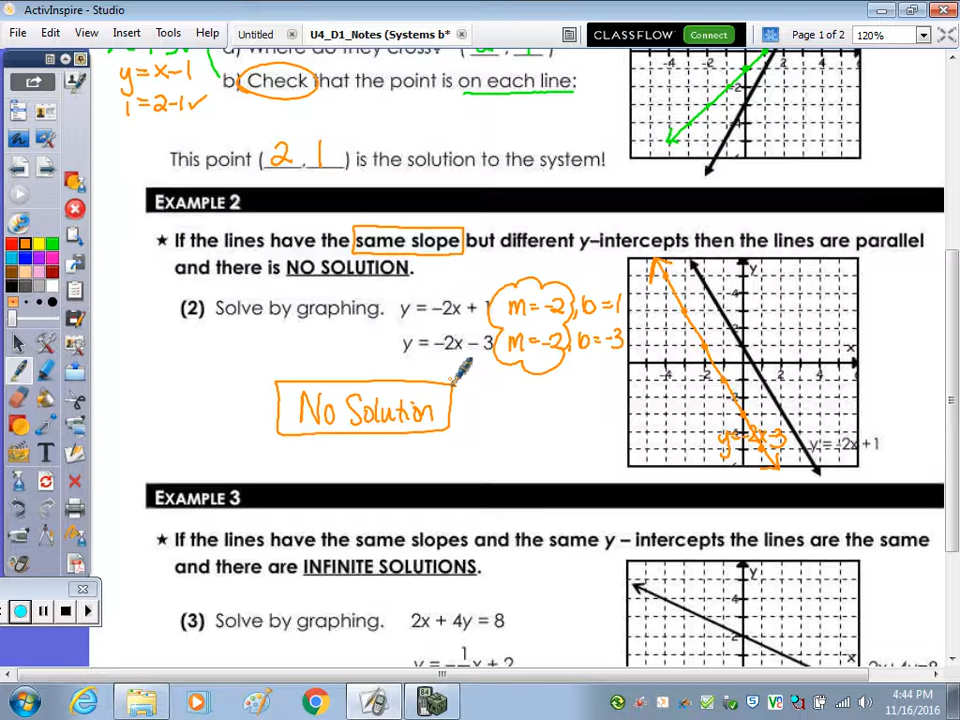 ActivInspire - Solution
File Edit View Insert Tools Help
Untitled
U4_D1_Notes (Systems b*
CLASSFLOW Connect
Page 1 of 2
120%
y=x-1
1=2-1✓
b) Check that the point is on each line:
This point ( 2 , 1 ) is the solution to the system!
EXAMPLE 2
★ If the lines have the same slope but different y–intercepts then the lines are parallel
and there is NO SOLUTION.
(2) Solve by graphing. y = –2x + 1
m=-2, b=1
y = –2x – 3
m=-2, b=-3
No Solution
y
x
y=-2x-3
y = -2x+1
EXAMPLE 3
★ If the lines have the same slopes and the same y – intercepts the lines are the same
and there are INFINITE SOLUTIONS.
(3) Solve by graphing. 2x + 4y = 8
y
x
4:44 PM
11/16/2016